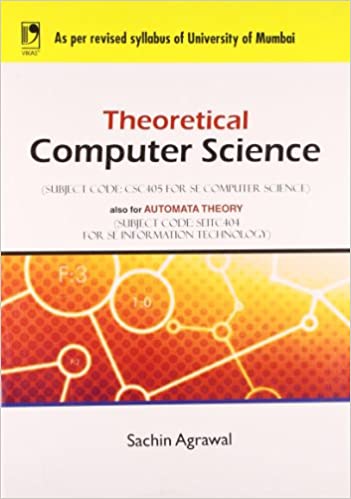 VIKAS®
As per revised syllabus of University of Mumbai
Theoretical
Computer Science
(SUBJECT CODE: CSC405 FOR SE COMPUTER SCIENCE)
also for AUTOMATA THEORY
(SUBJECT CODE: SEITC404
FOR SE INFORMATION TECHNOLOGY)
F:3
1.0
Sachin Agrawal